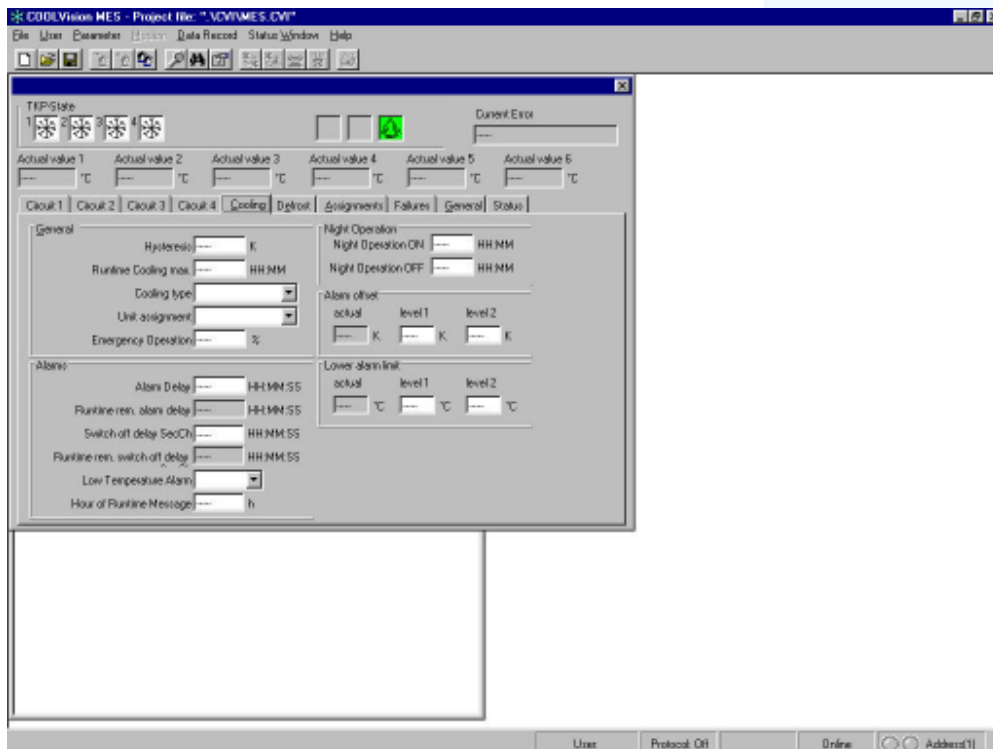 COOLVision MES - Project file: ".\CVI\MES.CVI"
File User Parameter Mission Data Record Status Window Help
TKP-State
1 2 3 4
Current Error
----
Actual value 1 Actual value 2 Actual value 3 Actual value 4 Actual value 5 Actual value 6
---- °C ---- °C ---- °C ---- °C ---- °C ---- °C
Circuit 1 Circuit 2 Circuit 3 Circuit 4 Cooling Defrost Assignments Failures General Status
General
Hysteresis ---- K
Runtime Cooling max. ---- HH:MM
Cooling type
Unit assignment
Emergency Operation ---- %
Night Operation
Night Operation ON ---- HH:MM
Night Operation OFF ---- HH:MM
Alarm offset
actual level 1 level 2
---- K ---- K ---- K
Alarms
Alarm Delay ---- HH:MM:SS
Runtime rem. alarm delay ---- HH:MM:SS
Switch off delay SecCh ---- HH:MM:SS
Runtime rem. switch off delay ---- HH:MM:SS
Low Temperature Alarm
Hour of Runtime Message ---- h
Lower alarm limit
actual level 1 level 2
---- °C ---- °C ---- °C
User: Protocol: Off Online Address(1)